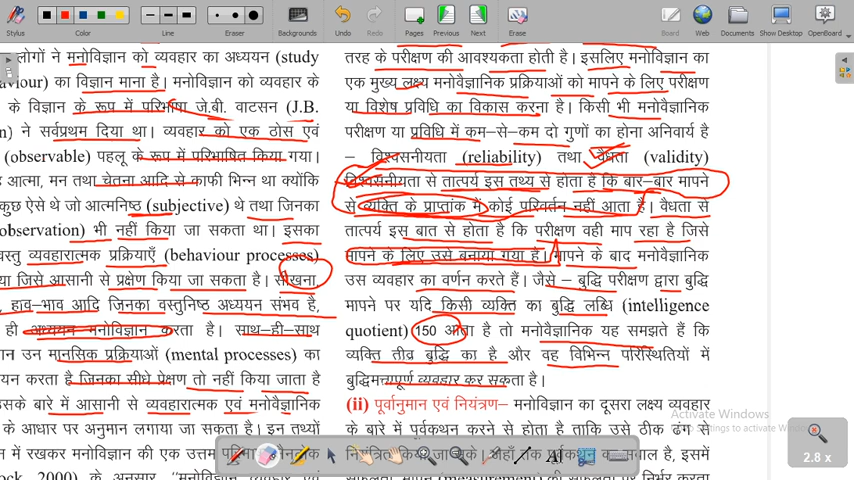 Stylus
Line
Eraser
Backgrounds
Undo
Redo
Pages
Previous
Next
Erase
Board
Web
Documents
Show Desktop
OpenBoard
लोगों ने मनोविज्ञान को व्यवहार का अध्ययन (study
aviour) का विज्ञान माना है। मनोविज्ञान को व्यवहार के
के विज्ञान के रूप में परिभाषा जे.बी. वाटसन (J.B.
n) ने सर्वप्रथम दिया था। व्यवहार को एक ठोस एवं
(observable) पहलू के रूप में परिभाषित किया गया।
आत्मा, मन तथा चेतना आदि से काफी भिन्न था क्योंकि
कुछ ऐसे थे जो आत्मनिष्ठ (subjective) थे तथा जिनका
observation) भी नहीं किया जा सकता था। इसका
वस्तु व्यवहारात्मक प्रक्रियाएँ (behaviour processes)
या जिसे आसानी से प्रेक्षण किया जा सकता है। सीखना,
, हाव–भाव आदि जिनका वस्तुनिष्ठ अध्ययन संभव है,
ही अध्ययन मनोविज्ञान करता है। साथ–ही–साथ
ान उन मानसिक प्रक्रियाओं (mental processes) का
यन करता है जिनका सीधे प्रेक्षण तो नहीं किया जाता है
उसके बारे में आसानी से व्यवहारात्मक एवं मनोवैज्ञानिक
के आधार पर अनुमान लगाया जा सकता है। इन तथ्यों
न में रखकर मनोविज्ञान की एक उत्तम
ock, 2000) के अनुसार, "मनोविज्ञान
तरह के परीक्षण की आवश्यकता होती है। इसलिए मनोविज्ञान का
एक मुख्य लक्ष्य मनोवैज्ञानिक प्रक्रियाओं को मापने के लिए परीक्षण
या विशेष प्रविधि का विकास करना है। किसी भी मनोवैज्ञानिक
परीक्षण या प्रविधि में कम–से–कम दो गुणों का होना अनिवार्य है
– विश्वसनीयता (reliability) तथा वैधता (validity)
विश्वसनीयता से तात्पर्य इस तथ्य से होता है कि बार–बार मापने
से व्यक्ति के प्राप्तांक में कोई परिवर्तन नहीं आता है। वैधता से
तात्पर्य इस बात से होता है कि परीक्षण वही माप रहा है जिसे
मापने के लिए उसे बनाया गया है। मापने के बाद मनोवैज्ञानिक
उस व्यवहार का वर्णन करते हैं। जैसे – बुद्धि परीक्षण द्वारा बुद्धि
मापने पर यदि किसी व्यक्ति का बुद्धि लब्धि (intelligence
quotient) 150 आता है तो मनोवैज्ञानिक यह समझते हैं कि
व्यक्ति तीव्र बुद्धि का है और वह विभिन्न परिस्थितियों में
बुद्धिमत्तापूर्ण व्यवहार कर सकता है।
(ii) पूर्वानुमान एवं नियंत्रण– मनोविज्ञान का दूसरा लक्ष्य व्यवहार
के बारे में पूर्वकथन करने से होता है ताकि उसे ठीक ढंग से
नियंत्रित किया जा सके। जहाँ तक पूर्वकथन का सवाल है, इसमें
Activate Windows
2.8 x